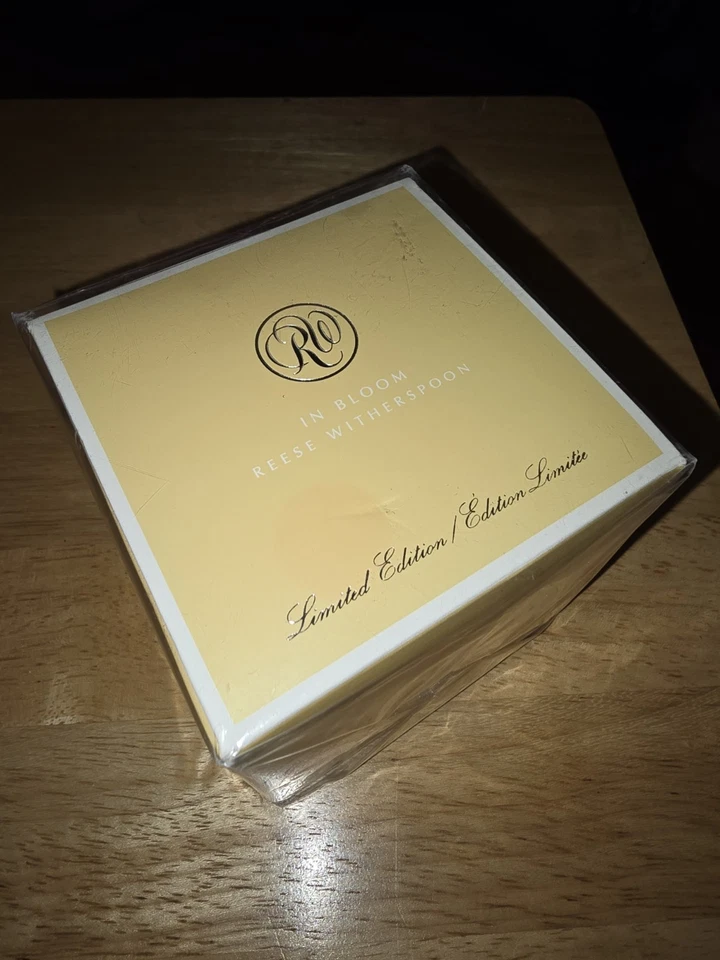 RW
IN BLOOM
REESE WITHERSPOON
Limited Edition / Édition Limitée